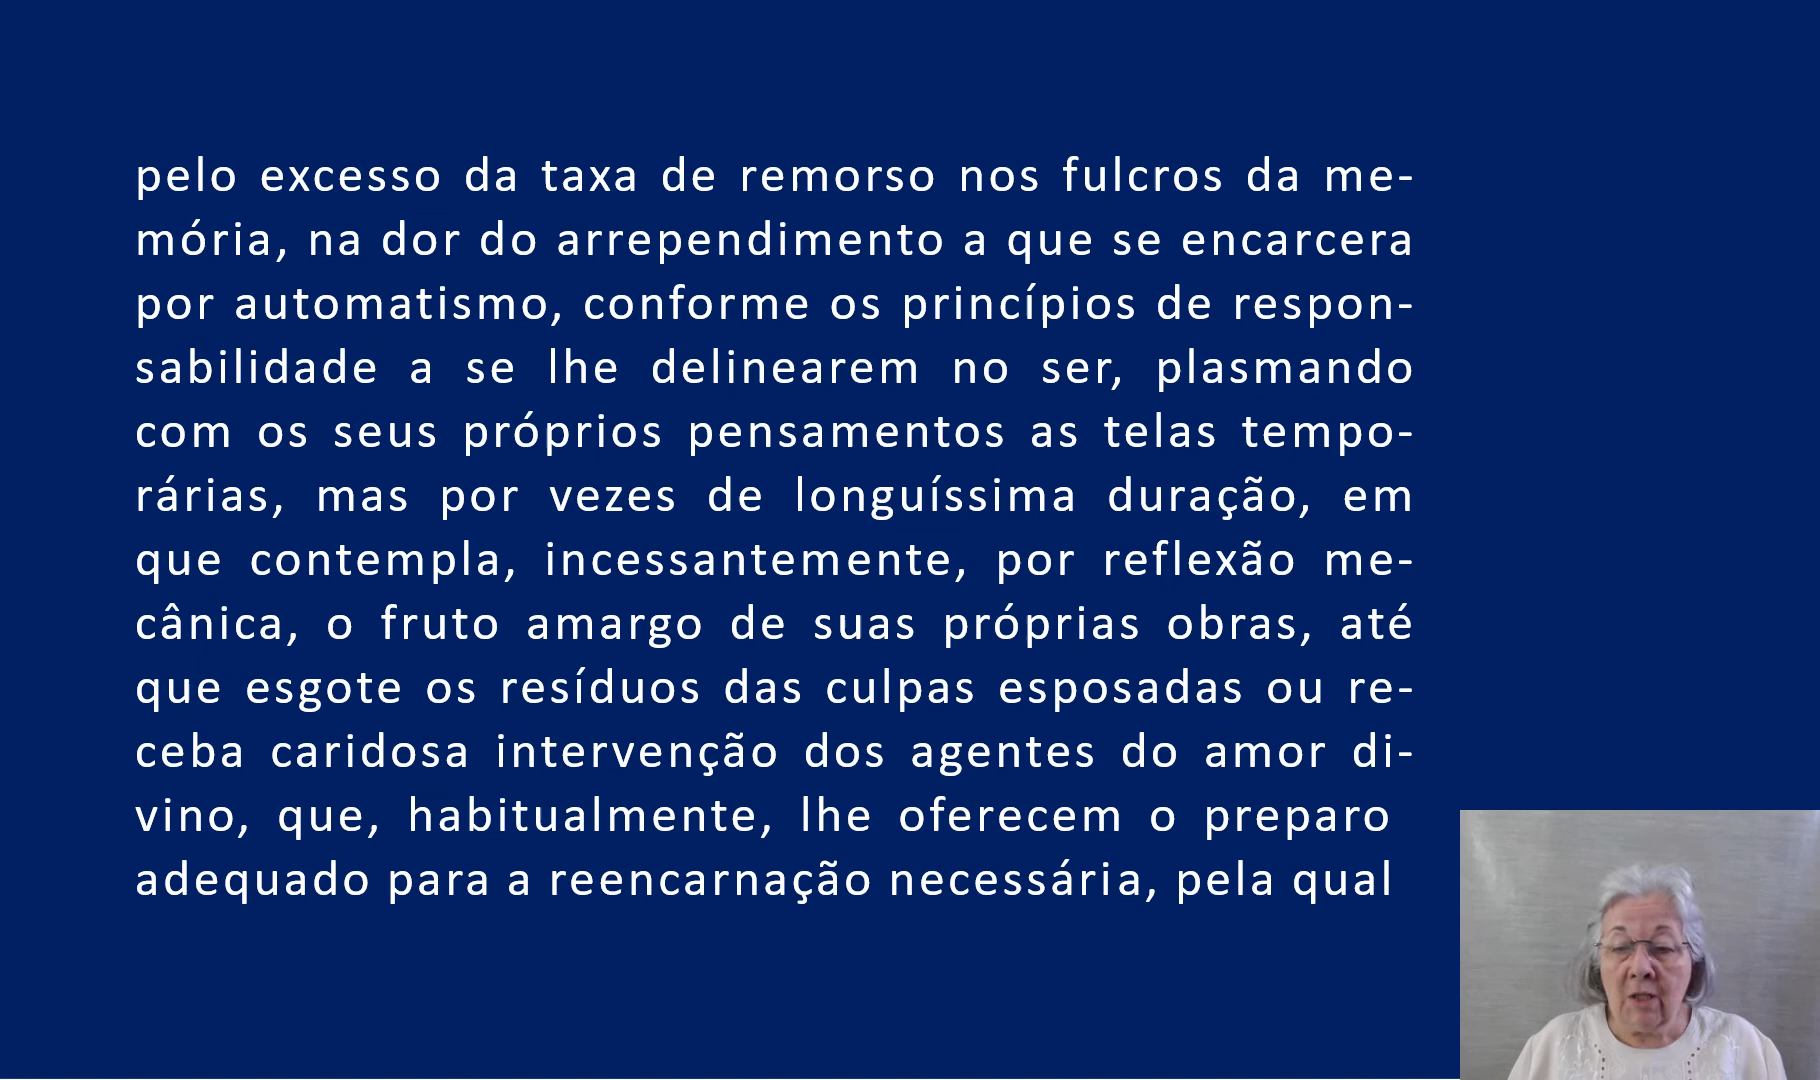 pelo excesso da taxa de remorso nos fulcros da me-
mória, na dor do arrependimento a que se encarcera
por automatismo, conforme os princípios de respon-
sabilidade a se lhe delinearem no ser, plasmando
com os seus próprios pensamentos as telas tempo-
rárias, mas por vezes de longuíssima duração, em
que contempla, incessantemente, por reflexão me-
cânica, o fruto amargo de suas próprias obras, até
que esgote os resíduos das culpas esposadas ou re-
ceba caridosa intervenção dos agentes do amor di-
vino, que, habitualmente, lhe oferecem o preparo
adequado para a reencarnação necessária, pela qual